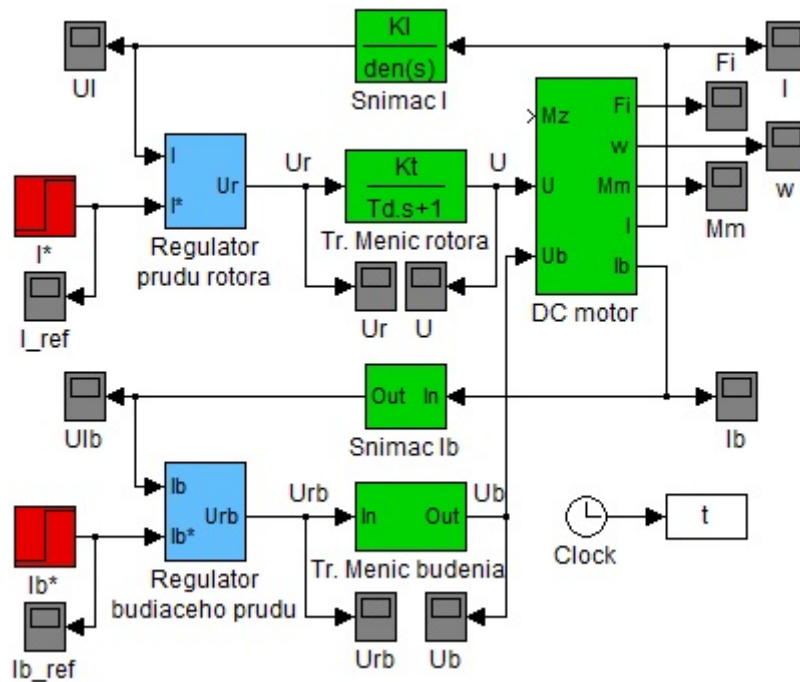 UI
KI
den(s)
Snimac I
Fi
I
w
Mm
Mz
U
Ub
Fi
w
Mm
I
Ib
DC motor
I*
I_ref
I
I*
Ur
Regulator
prudu rotora
Ur
Kt
Td.s+1
Tr. Menic rotora
U
Ur
U
UIb
Out In
Snimac Ib
Ib
Ib*
Ib_ref
Ib
Ib*
Urb
Regulator
budiaceho prudu
Urb
In Out
Tr. Menic budenia
Ub
Urb
Ub
Clock
t